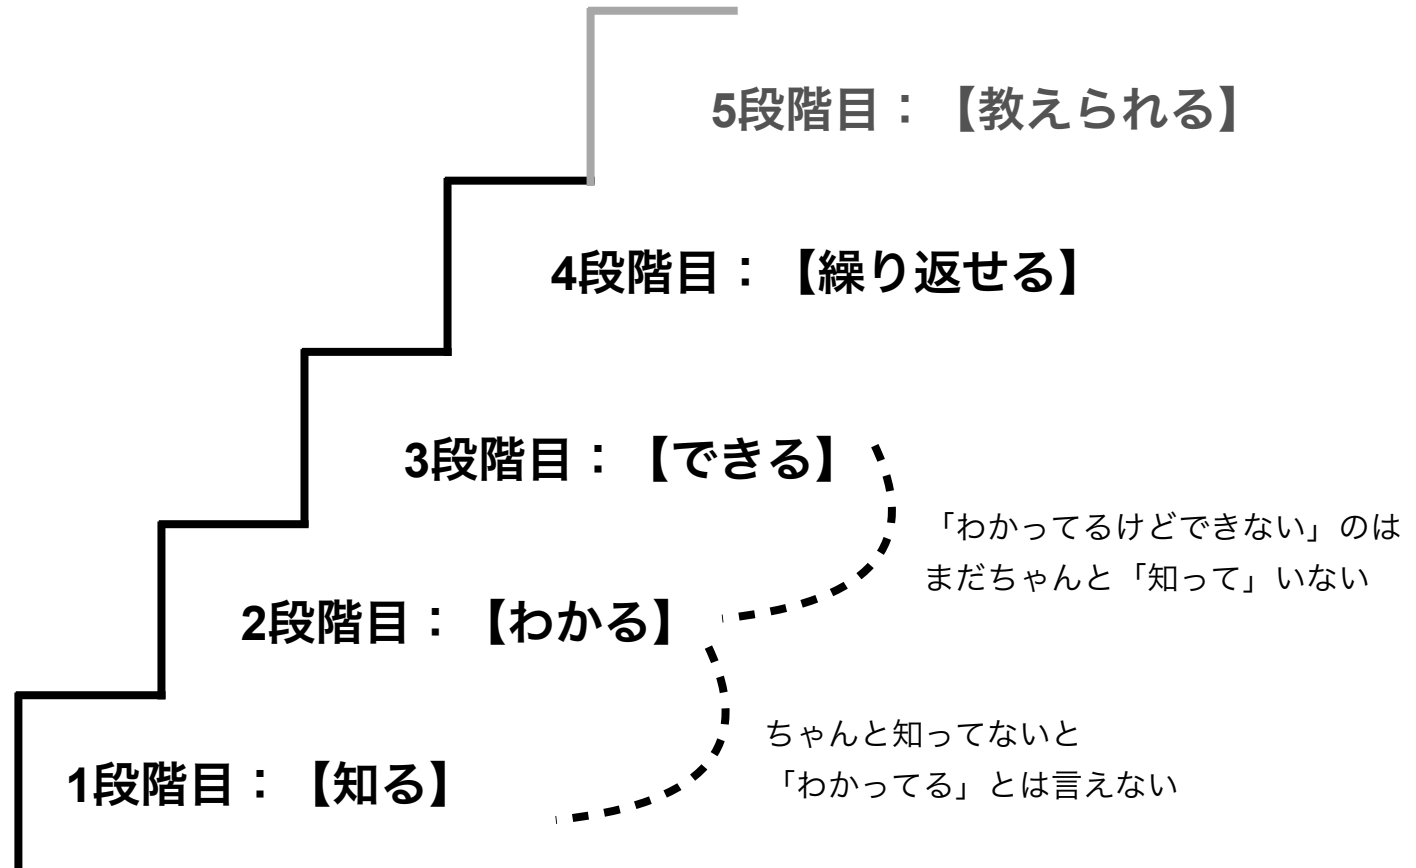 5段階目：【教えられる】
4段階目：【繰り返せる】
3段階目：【できる】
「わかってるけどできない」のは
まだちゃんと「知って」いない
2段階目：【わかる】
ちゃんと知ってないと
「わかってる」とは言えない
1段階目：【知る】